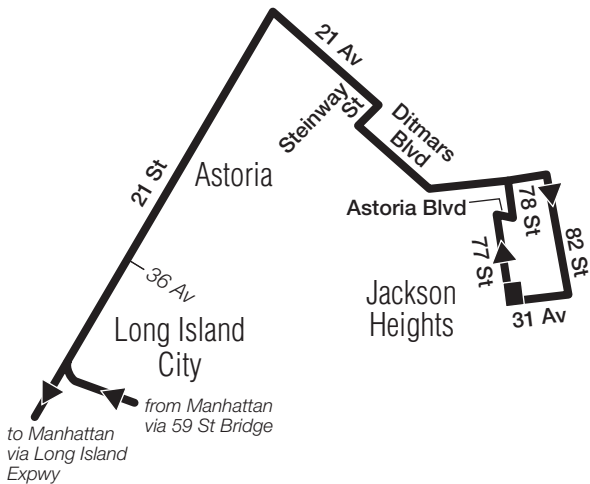 21 Av
Steinway
St
Ditmars
Blvd
21 St
Astoria
Astoria Blvd
78 St
82 St
77 St
36 Av
Jackson
Heights
31 Av
Long Island
City
from Manhattan
via 59 St Bridge
to Manhattan
via Long Island
Expwy